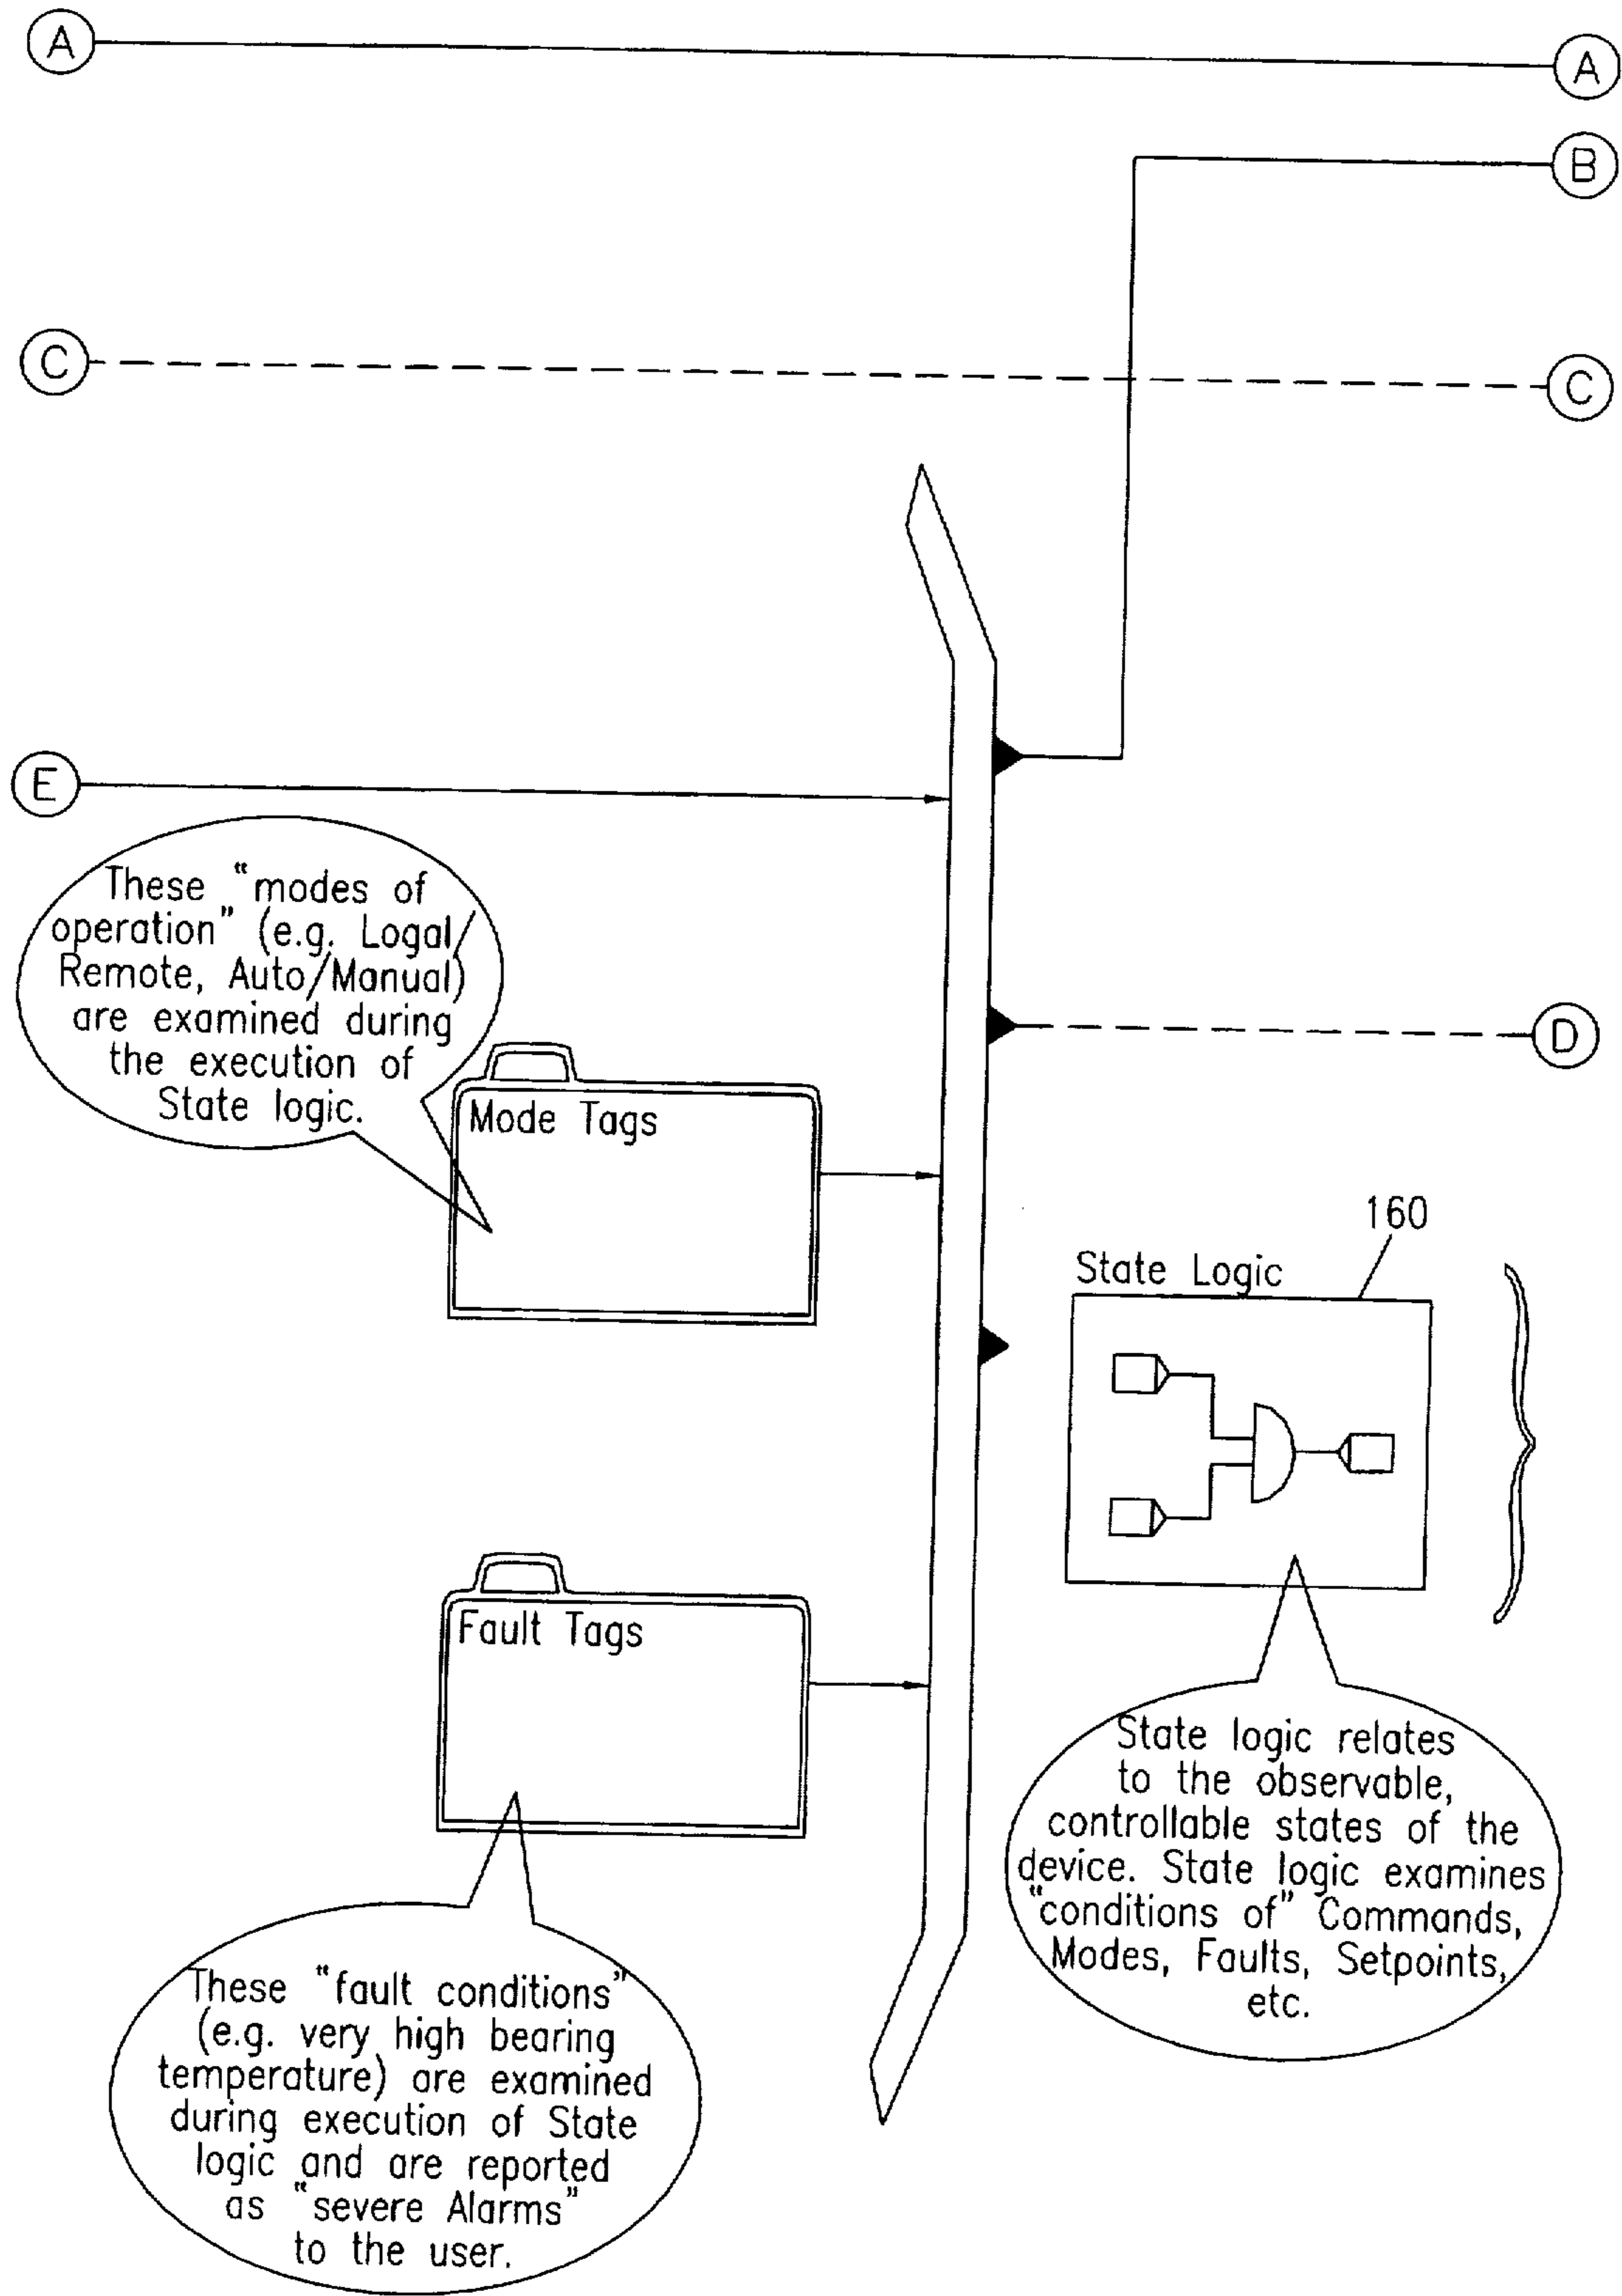 A
A
B
C
C
E
These "modes of
operation" (e.g. Logal/
Remote, Auto/Manual)
are examined during
the execution of
State logic.
Mode Tags
D
160
State Logic
Fault Tags
State logic relates
to the observable,
controllable states of the
device. State logic examines
"conditions of" Commands,
Modes, Faults, Setpoints,
etc.
These "fault conditions"
(e.g. very high bearing
temperature) are examined
during execution of State
logic and are reported
as "severe Alarms"
to the user.